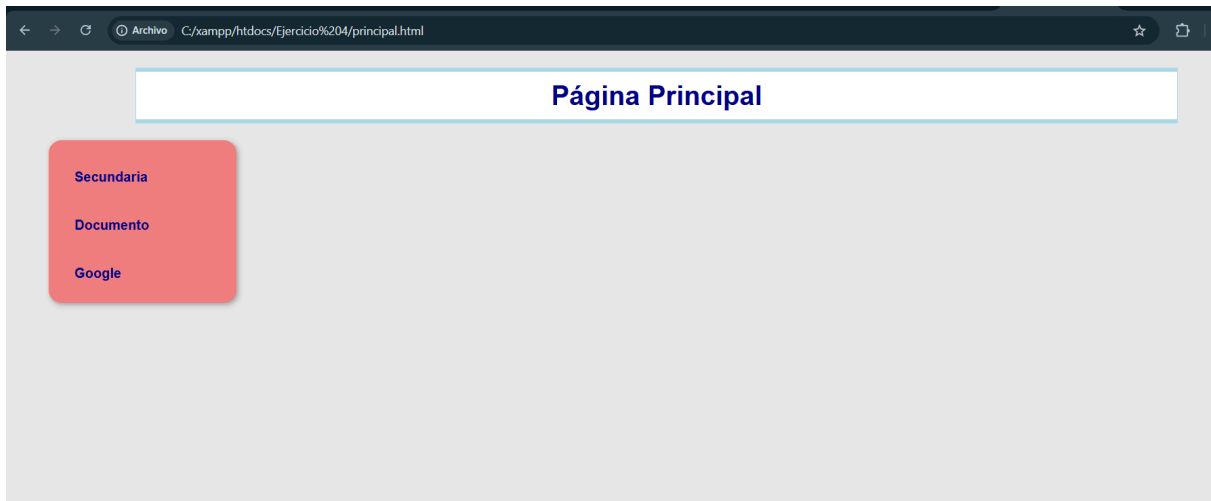 Archivo C:/xampp/htdocs/Ejercicio%204/principal.html
Página Principal
Secundaria
Documento
Google